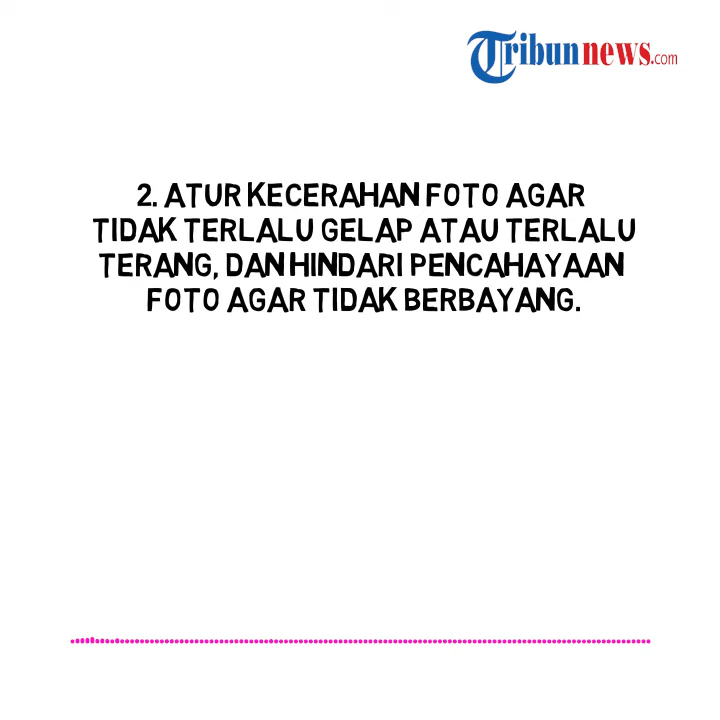 Tribunnews.com
2. ATUR KECERAHAN FOTO AGAR
TIDAK TERLALU GELAP ATAU TERLALU
TERANG, DAN HINDARI PENCAHAYAAN
FOTO AGAR TIDAK BERBAYANG.